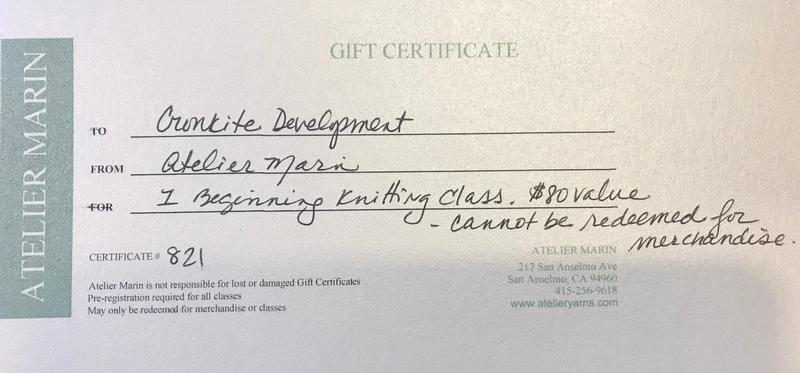 ATELIER MARIN
GIFT CERTIFICATE
TO Cronkite Development
FROM Atelier Marin
FOR 1 Beginning Knitting Class. $80 value
- cannot be redeemed for
merchandise.
CERTIFICATE # 821
Atelier Marin is not responsible for lost or damaged Gift Certificates
Pre-registration required for all classes
May only be redeemed for merchandise or classes
ATELIER MARIN
217 San Anselmo Ave
San Anselmo, CA 94960
415-256-9618
www.atelieryarns.com